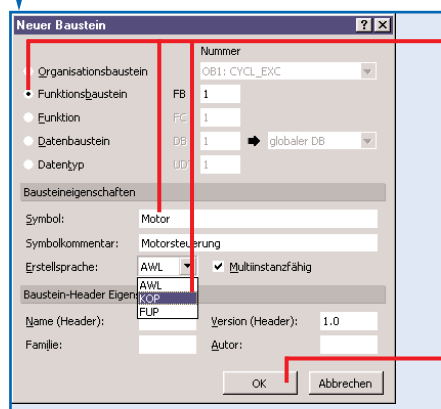 Neuer Baustein
Nummer
Organisationsbaustein OB1: CYCL_EXC
Funktionsbaustein FB 1
Funktion FC 1
Datenbaustein DB 1 globaler DB
Datentyp 1
Bausteineigenschaften
Symbol: Motor
Symbolkommentar: Motorsteuerung
Erstellsprache: AWL Multiinstanzfähig
AWL
KOP
FUP
Baustein-Header Eigens
Name (Header): Version (Header): 1.0
Familie: Autor:
OK Abbrechen